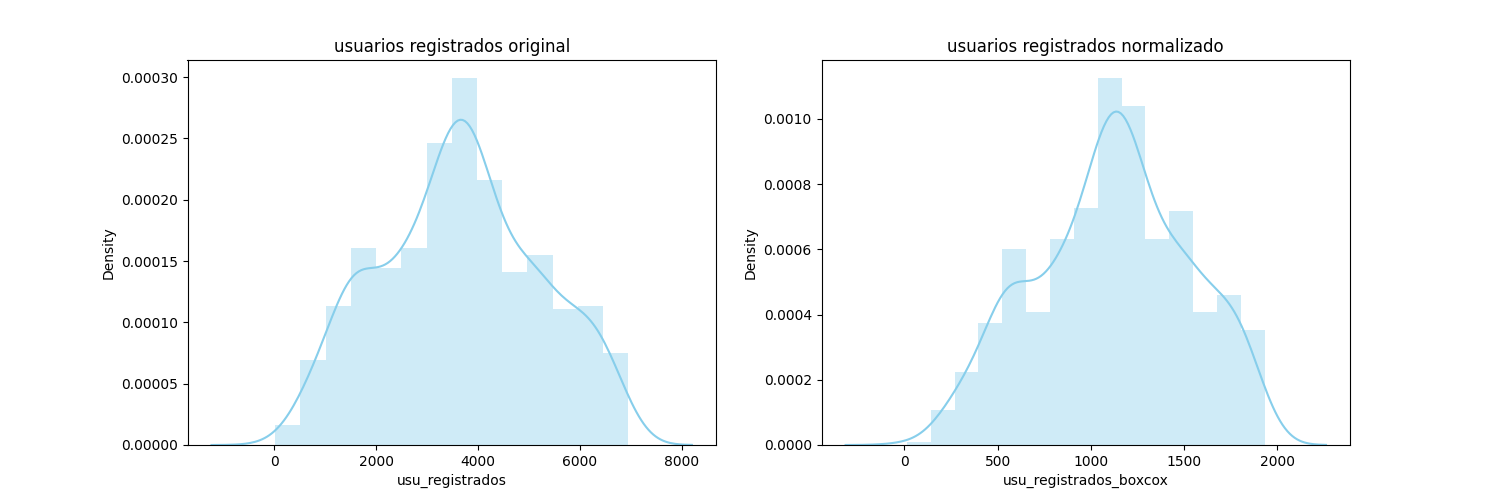 usuarios registrados original
0.00030
0.00025
0.00020
0.00015
0.00010
0.00005
0.00000
Density
0 2000 4000 6000 8000
usu_registrados
usuarios registrados normalizado
0.0010
0.0008
0.0006
0.0004
0.0002
0.0000
Density
0 500 1000 1500 2000
usu_registrados_boxcox